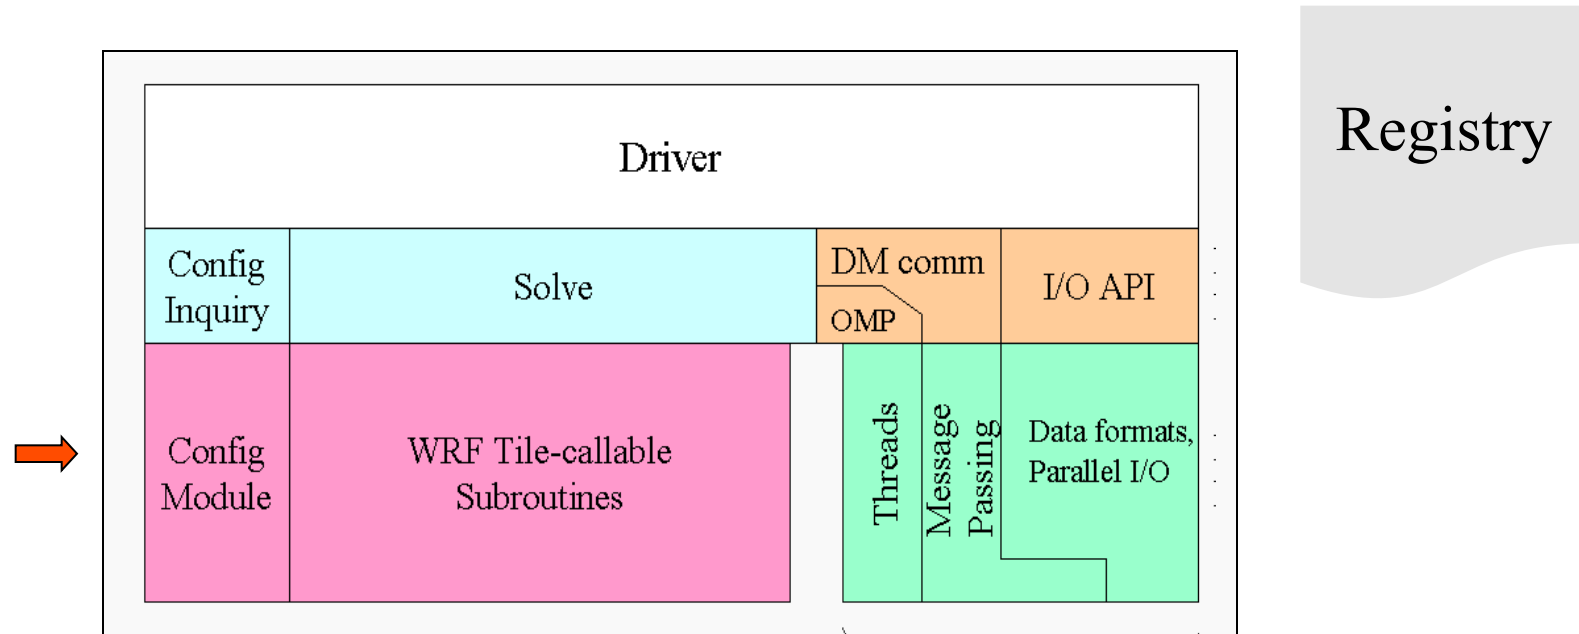 Registry
Driver
Config
Inquiry
Solve
DM comm
OMP
I/O API
Config
Module
WRF Tile-callable
Subroutines
Threads
Message
Passing
Data formats,
Parallel I/O